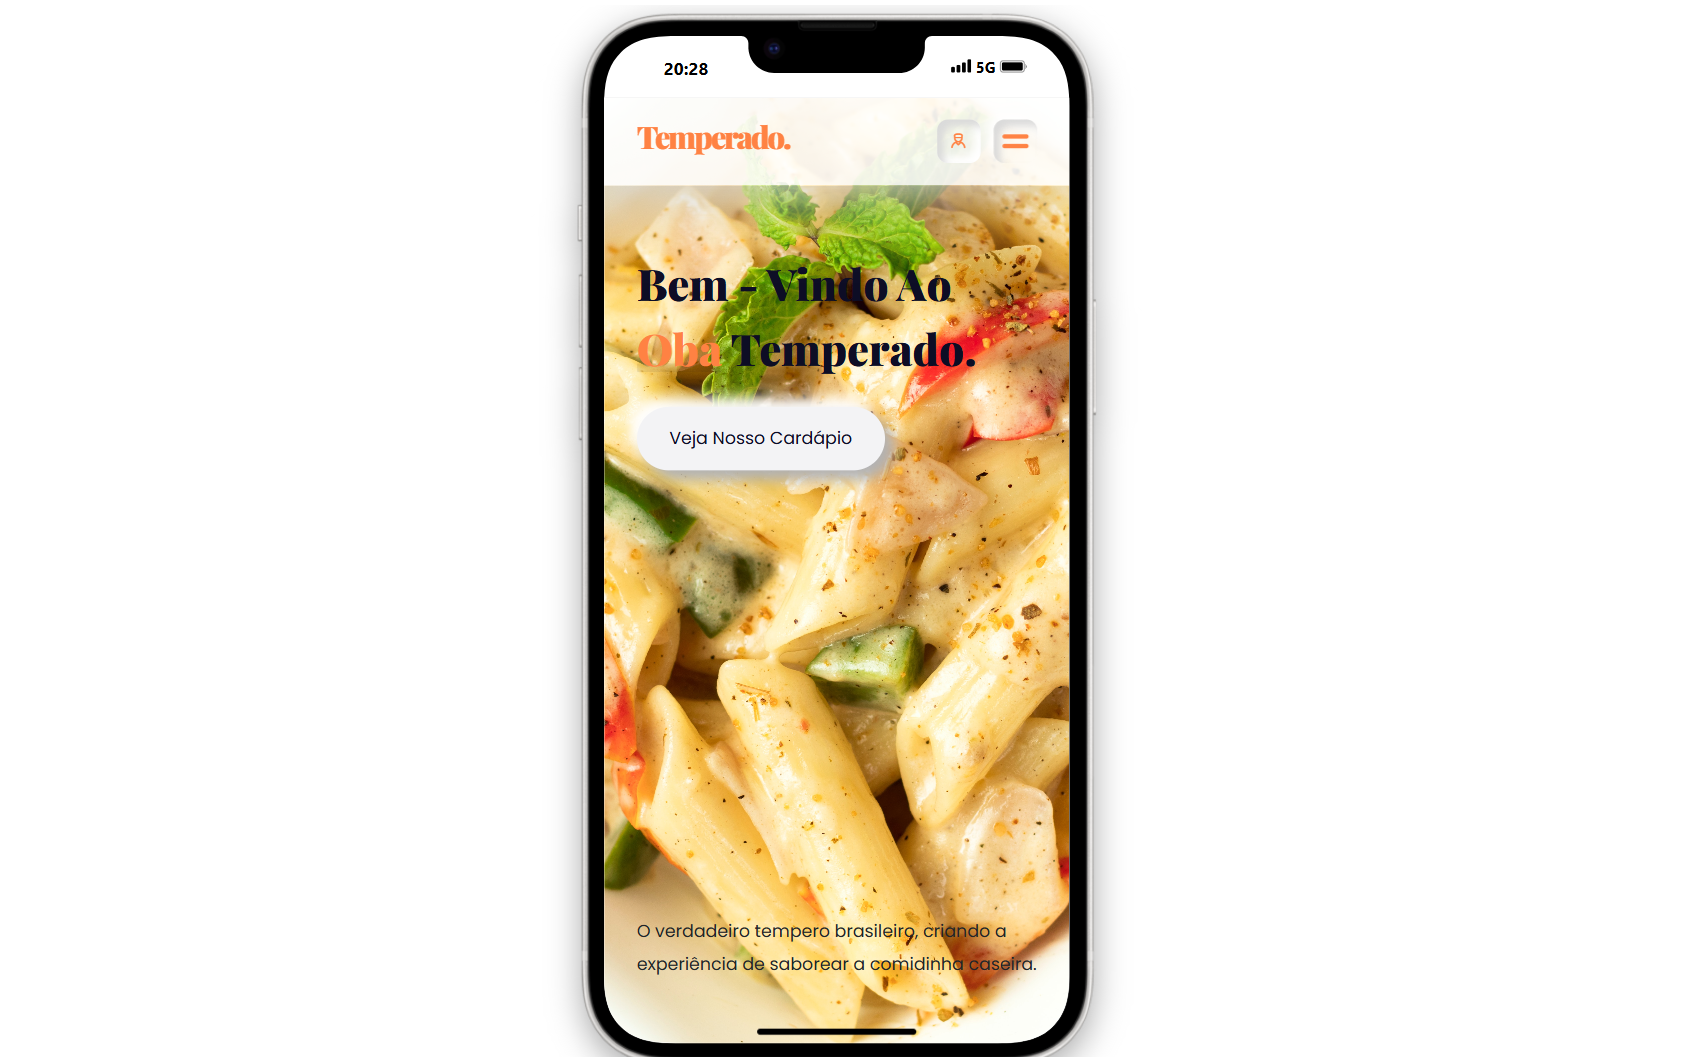 20:28
5G
Temperado.
Bem - Vindo Ao
Oba Temperado.
Veja Nosso Cardápio
O verdadeiro tempero brasileiro, criando a
experiência de saborear a comidinha caseira.